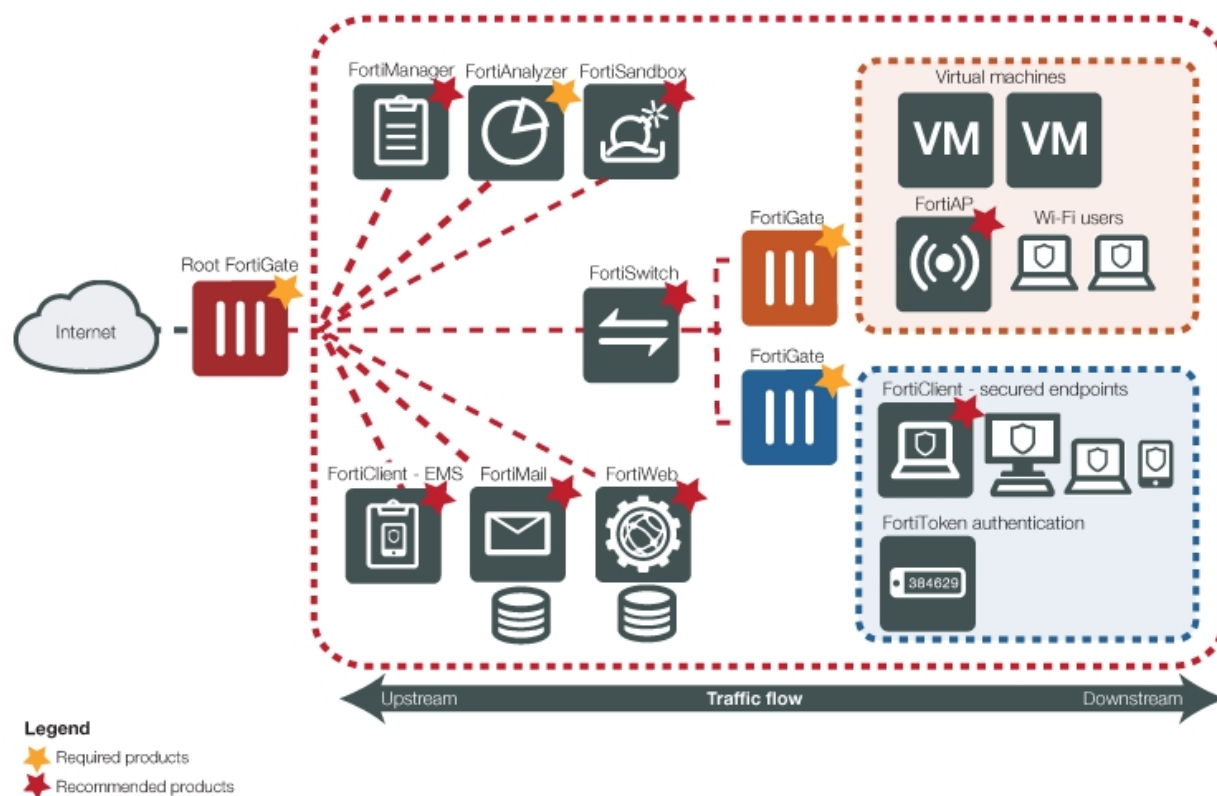 FortiManager
FortiAnalyzer
FortiSandbox
Virtual machines
VM
VM
FortiAP
Wi-Fi users
FortiGate
Root FortiGate
FortiSwitch
Internet
FortiGate
FortiClient - secured endpoints
FortiClient - EMS
FortiMail
FortiWeb
FortiToken authentication
384629
Upstream
Traffic flow
Downstream
Legend
Required products
Recommended products